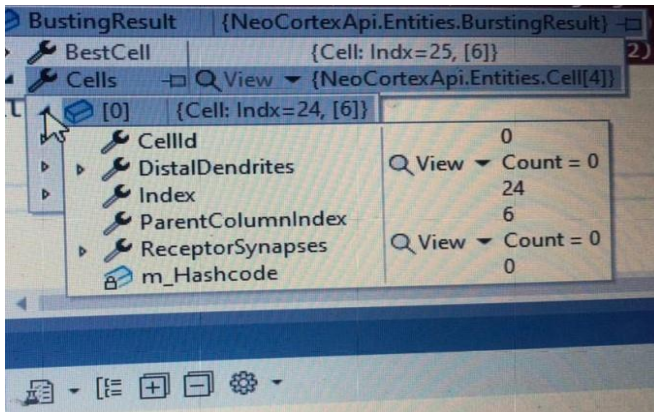 BustingResult {NeoCortexApi.Entities.BurstingResult}
BestCell {Cell: Indx=25, [6]} 2)
Cells View {NeoCortexApi.Entities.Cell[4]}
[0] {Cell: Indx=24, [6]}
CellId 0
DistalDendrites View Count = 0
Index 24
ParentColumnIndex 6
ReceptorSynapses View Count = 0
m_Hashcode 0